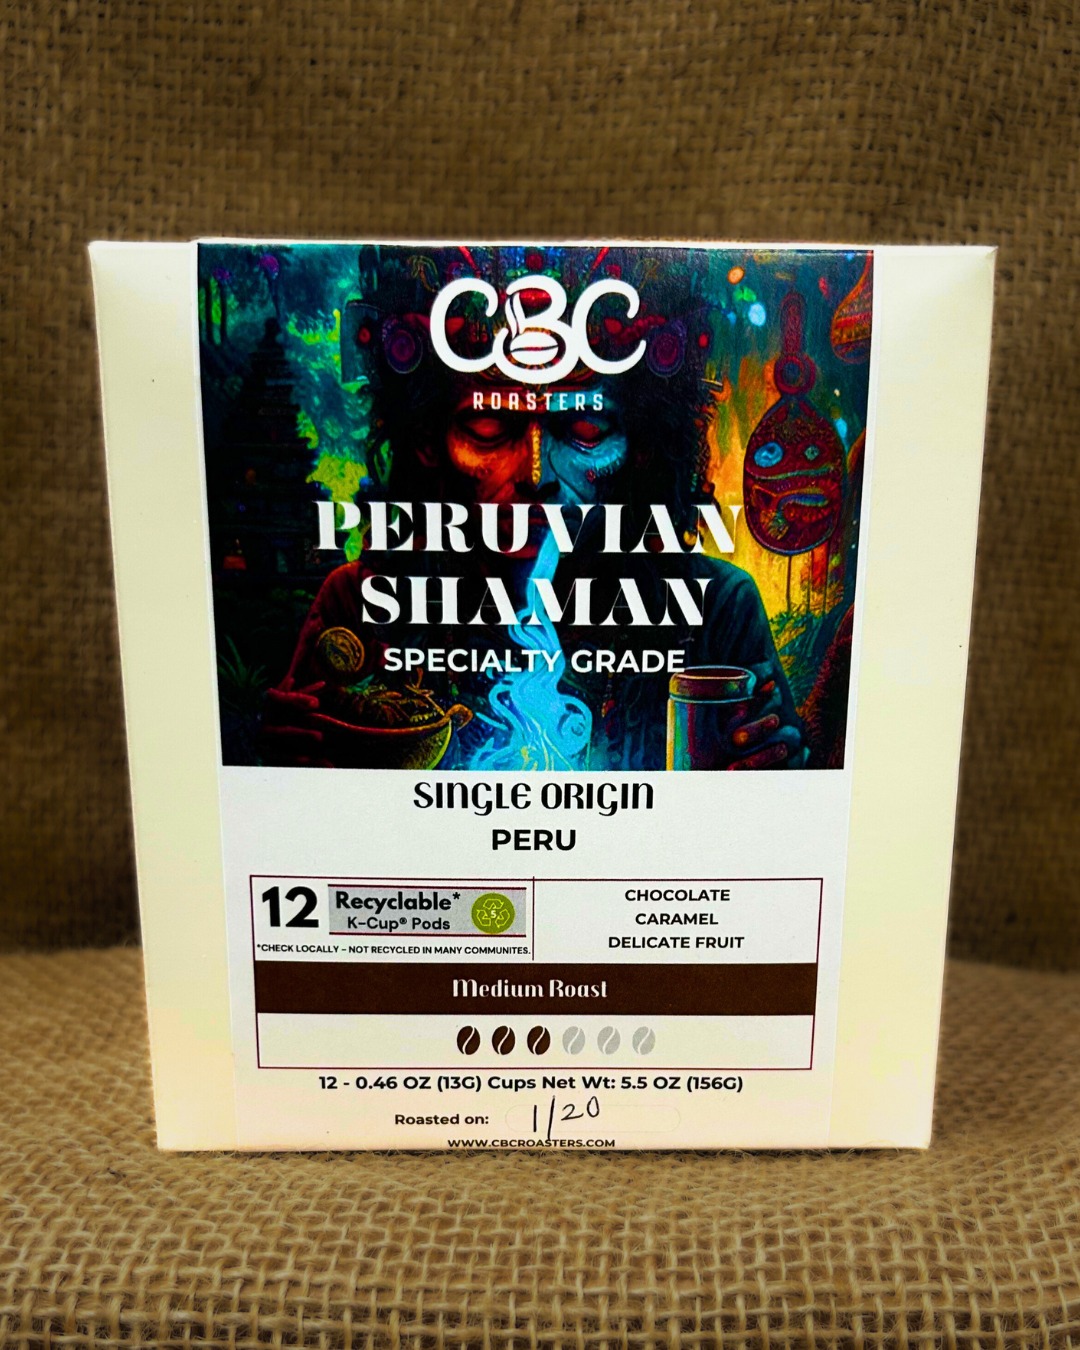 CBC
ROASTERS
PERUVIAN
SHAMAN
SPECIALTY GRADE
SINGLE ORIGIN
PERU
12 Recyclable*
K-Cup® Pods
5
*CHECK LOCALLY – NOT RECYCLED IN MANY COMMUNITES.
CHOCOLATE
CARAMEL
DELICATE FRUIT
Medium Roast
12 - 0.46 OZ (13G) Cups Net Wt: 5.5 OZ (156G)
Roasted on: 1/20
WWW.CBCROASTERS.COM